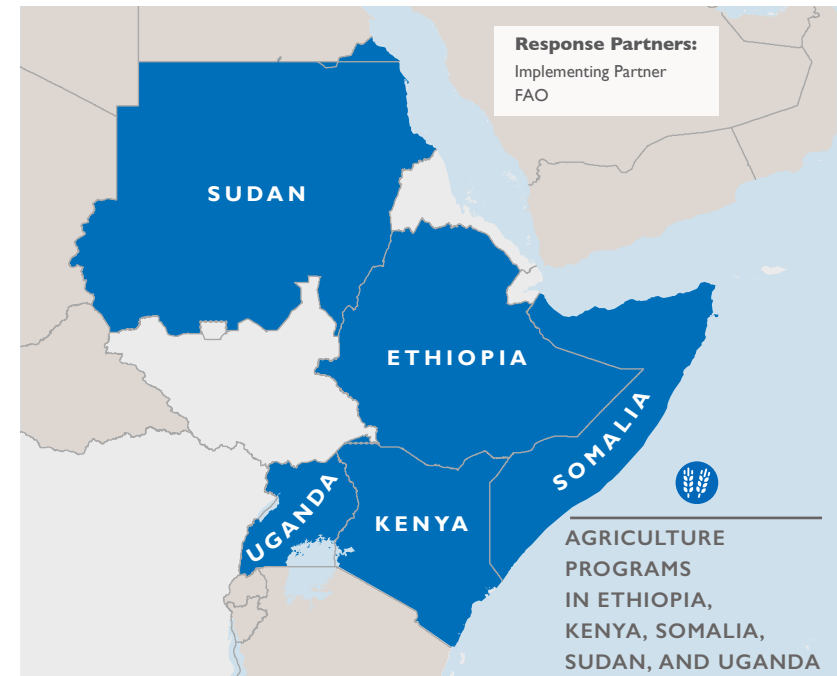 Response Partners:
Implementing Partner
FAO
SUDAN
ETHIOPIA
SOMALIA
UGANDA
KENYA
AGRICULTURE
PROGRAMS
IN ETHIOPIA,
KENYA, SOMALIA,
SUDAN, AND UGANDA